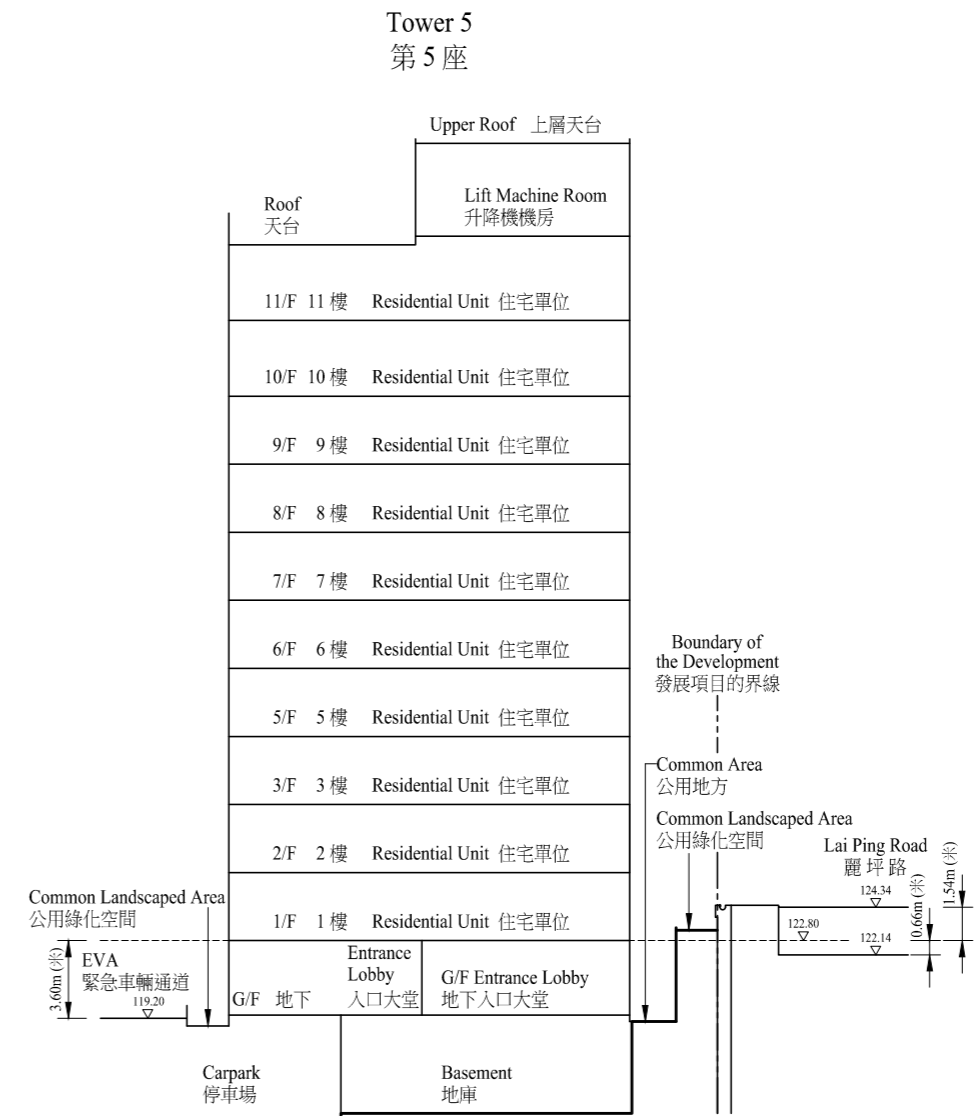 Tower 5
第 5 座
Upper Roof 上層天台
Roof
天台
Lift Machine Room
升降機機房
11/F 11 樓 Residential Unit 住宅單位
10/F 10 樓 Residential Unit 住宅單位
9/F 9 樓 Residential Unit 住宅單位
8/F 8 樓 Residential Unit 住宅單位
7/F 7 樓 Residential Unit 住宅單位
6/F 6 樓 Residential Unit 住宅單位
5/F 5 樓 Residential Unit 住宅單位
3/F 3 樓 Residential Unit 住宅單位
2/F 2 樓 Residential Unit 住宅單位
1/F 1 樓 Residential Unit 住宅單位
Boundary of
the Development
發展項目的界線
Common Area
公用地方
Common Landscaped Area
公用綠化空間
Lai Ping Road
麗坪路
124.34
122.80
122.14
0.66m (米)
1.54m (米)
Common Landscaped Area
公用綠化空間
EVA
緊急車輛通道
119.20
3.60m (米)
G/F 地下
Entrance
Lobby
入口大堂
G/F Entrance Lobby
地下入口大堂
Carpark
停車場
Basement
地庫